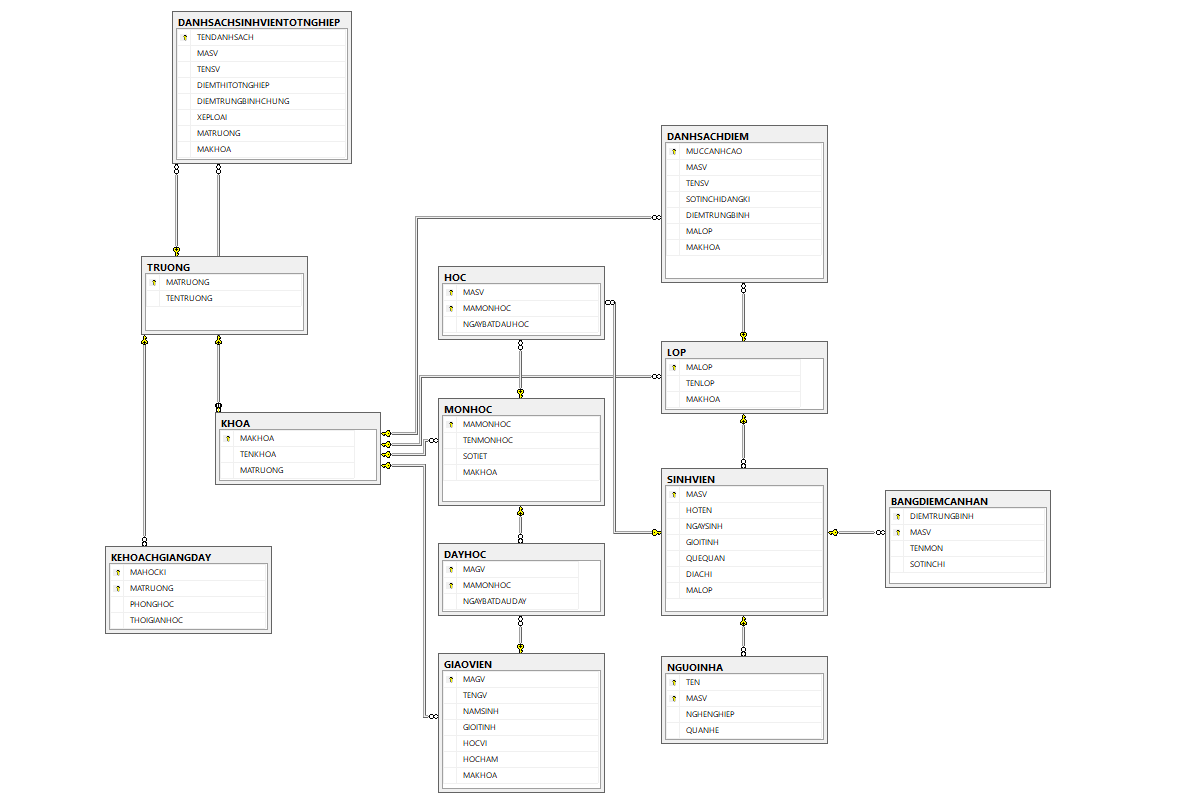 DANHSACHSINHVIENTOTNGHIEP
TENDANHSACH
MASV
TENSV
DIEMTHITOTNGHIEP
DIEMTRUNGBINHCHUNG
XEPLOAI
MATRUONG
MAKHOA
TRUONG
MATRUONG
TENTRUONG
KHOA
MAKHOA
TENKHOA
MATRUONG
KEHOACHGIANGDAY
MAHOCKI
MATRUONG
PHONGHOC
THOIGIANHOC
HOC
MASV
MAMONHOC
NGAYBATDAUHOC
MONHOC
MAMONHOC
TENMONHOC
SOTIET
MAKHOA
DAYHOC
MAGV
MAMONHOC
NGAYBATDAUDAY
GIAOVIEN
MAGV
TENGV
NAMSINH
GIOITINH
HOCVI
HOCHAM
MAKHOA
DANHSACHDIEM
MUCCANHCAO
MASV
TENSV
SOTINCHIDANGKI
DIEMTRUNGBINH
MALOP
MAKHOA
LOP
MALOP
TENLOP
MAKHOA
SINHVIEN
MASV
HOTEN
NGAYSINH
GIOITINH
QUEQUAN
DIACHI
MALOP
NGUOINHA
TEN
MASV
NGHENGHIEP
QUANHE
BANGDIEMCANHAN
DIEMTRUNGBINH
MASV
TENMON
SOTINCHI